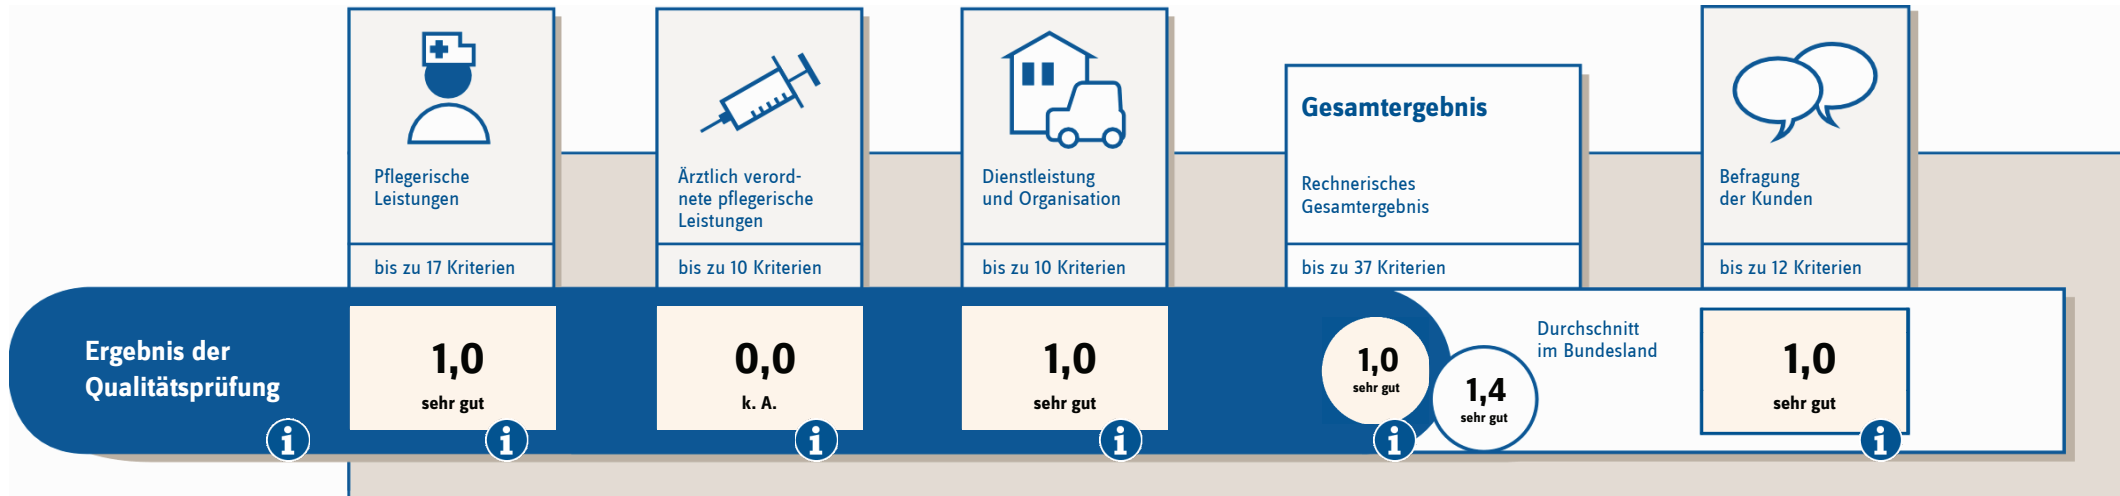 Pflegerische
Leistungen
bis zu 17 Kriterien
Ärztlich verord-
nete pflegerische
Leistungen
bis zu 10 Kriterien
Dienstleistung
und Organisation
bis zu 10 Kriterien
Gesamtergebnis
Rechnerisches
Gesamtergebnis
bis zu 37 Kriterien
Befragung
der Kunden
bis zu 12 Kriterien
Ergebnis der
Qualitätsprüfung
i
1,0
sehr gut
i
0,0
k. A.
i
1,0
sehr gut
i
1,0
sehr gut
i
1,4
sehr gut
Durchschnitt
im Bundesland
1,0
sehr gut
i